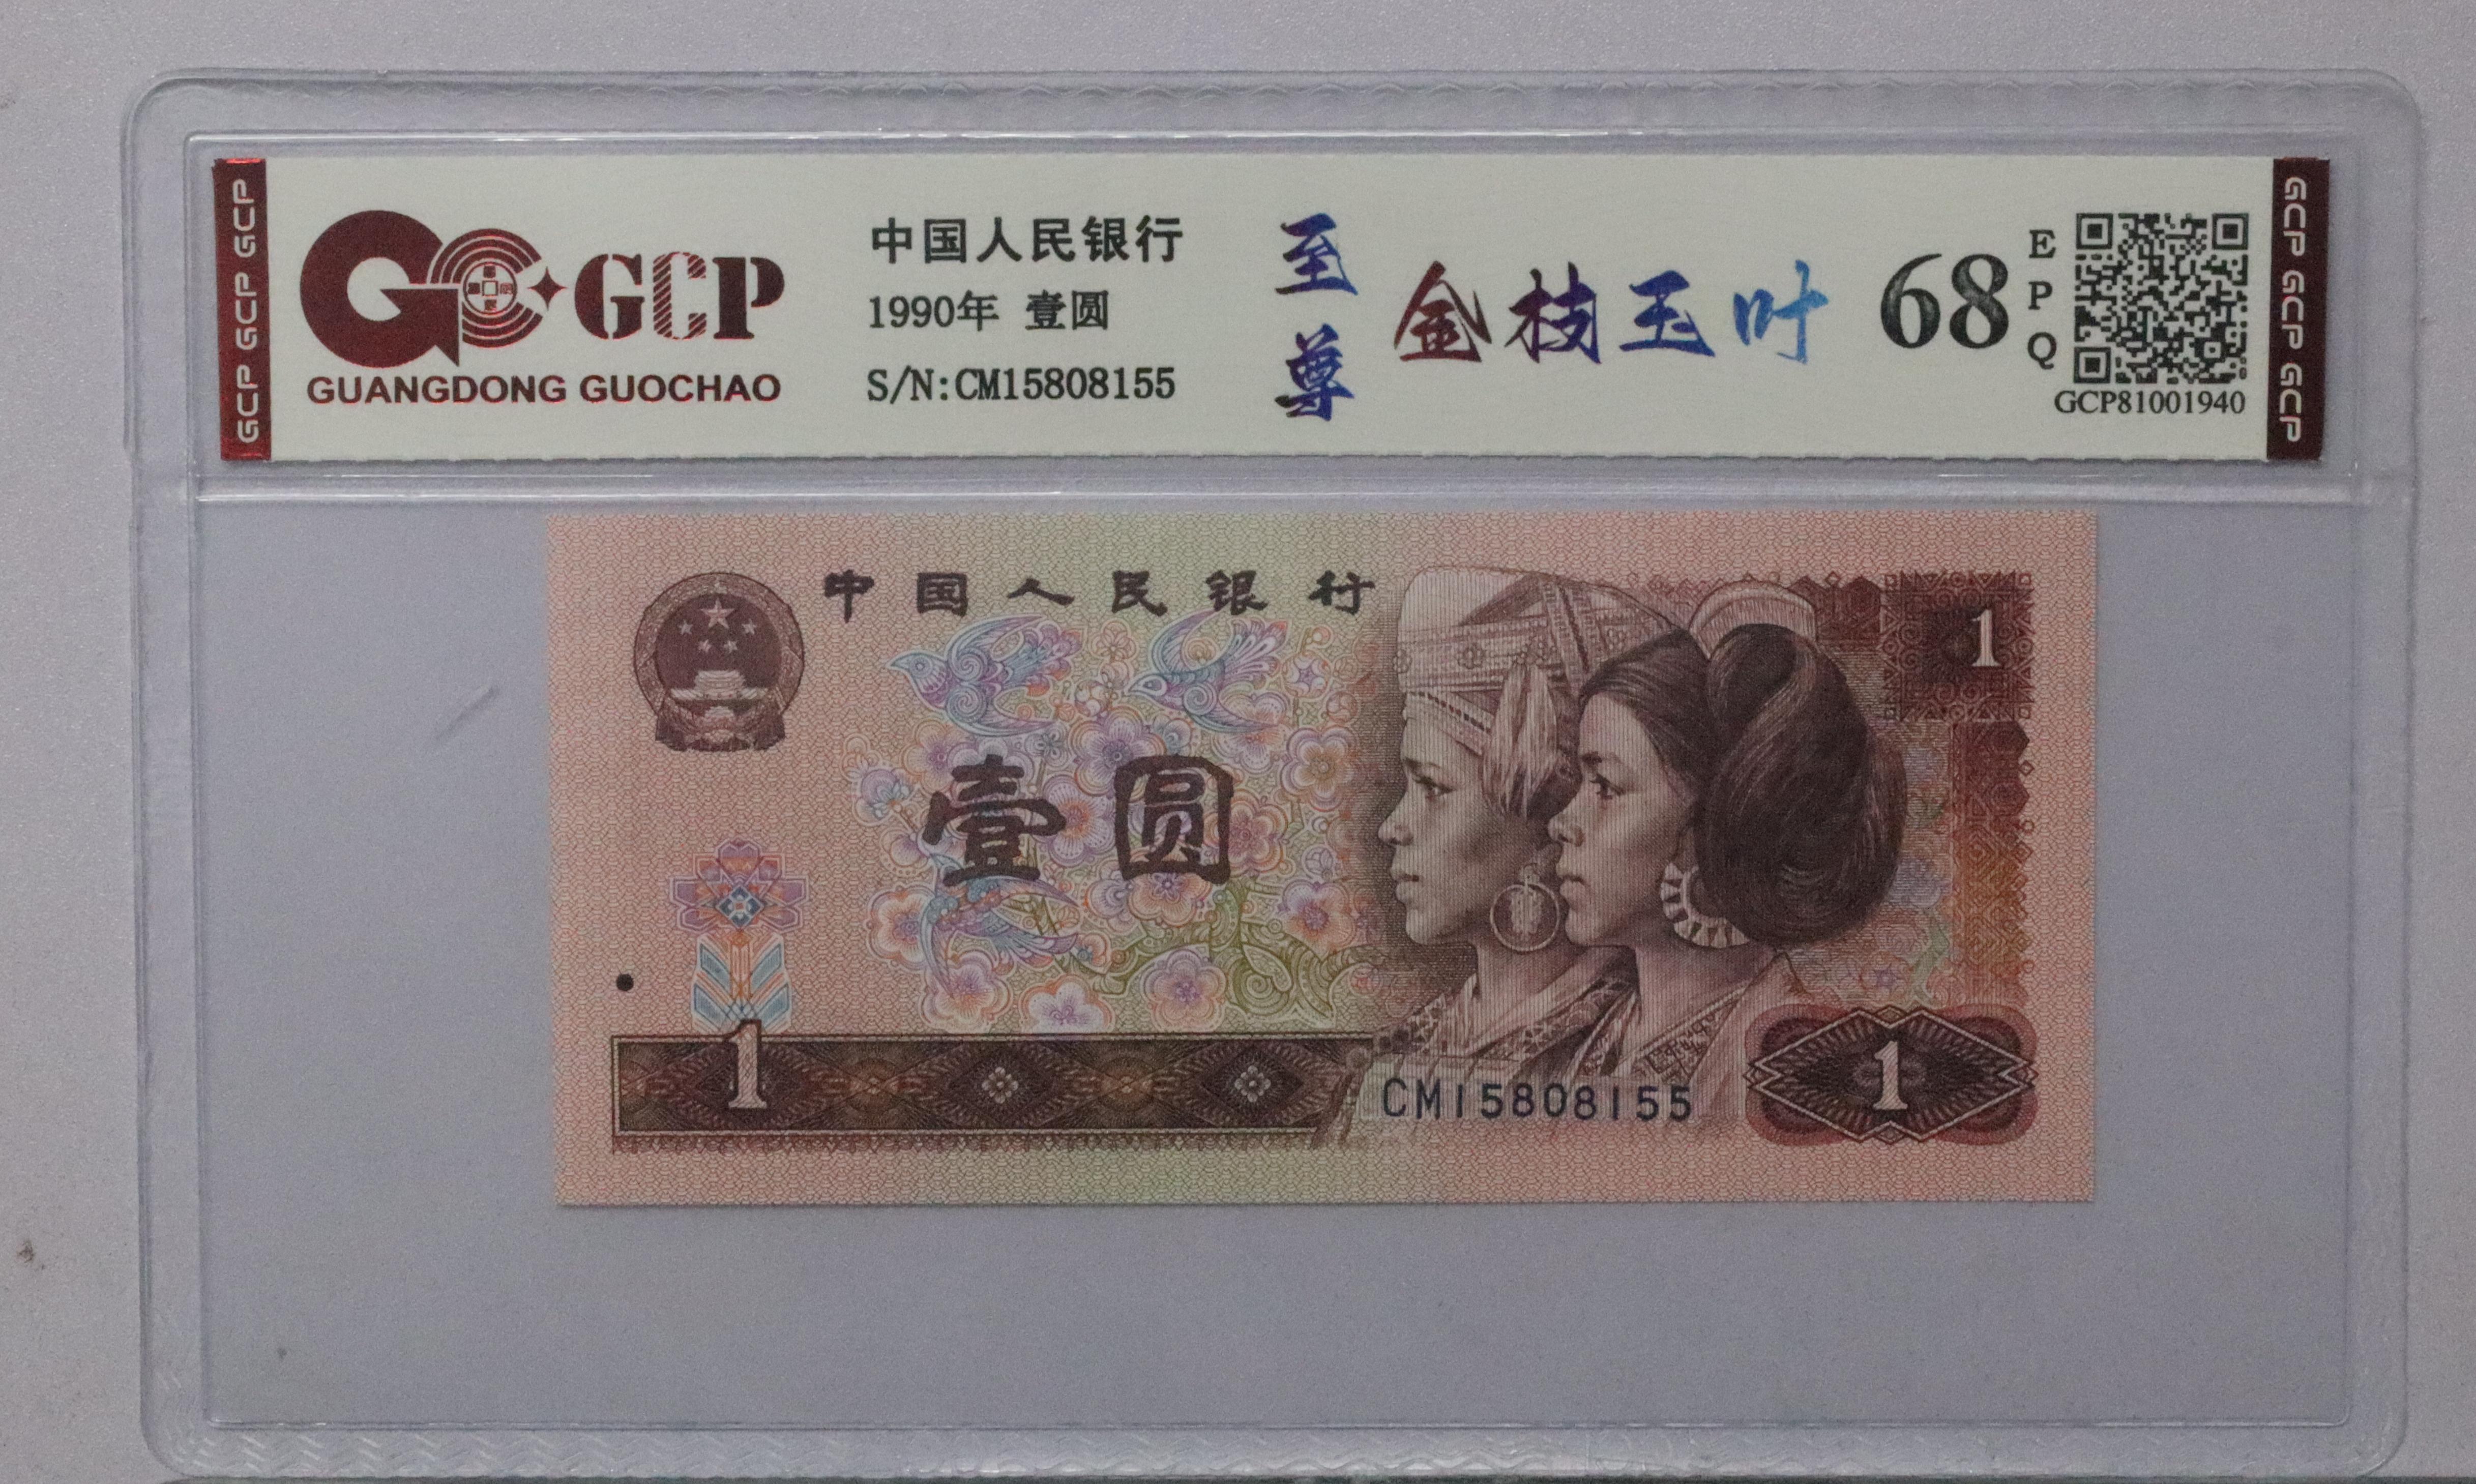 GCP GCP GCP
GCP
GUANGDONG GUOCHAO
中国人民银行
1990年 壹圆
S/N:CM15808155
至尊
金枝玉叶
68
EPQ
GCP81001940
GCP GCP GCP
中国人民银行
1
壹圆
1
CM15808155
1